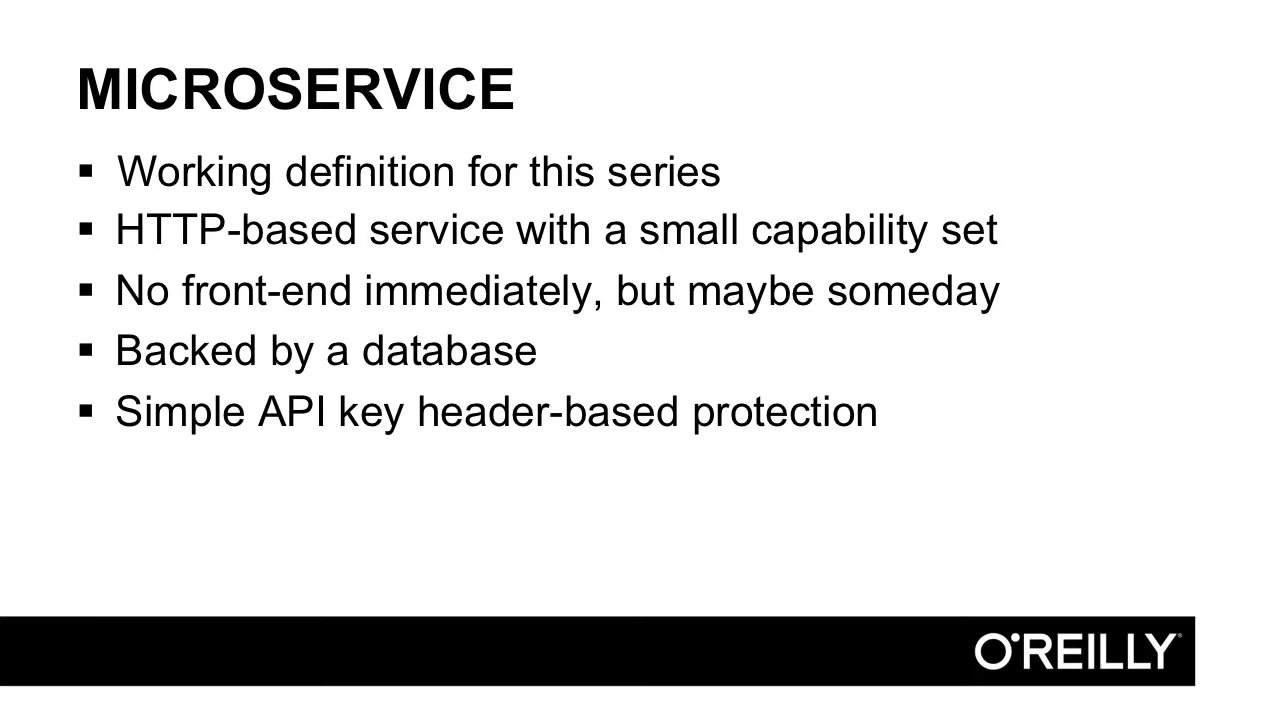 MICROSERVICE
▪ Working definition for this series
▪ HTTP-based service with a small capability set
▪ No front-end immediately, but maybe someday
▪ Backed by a database
▪ Simple API key header-based protection
O'REILLY®